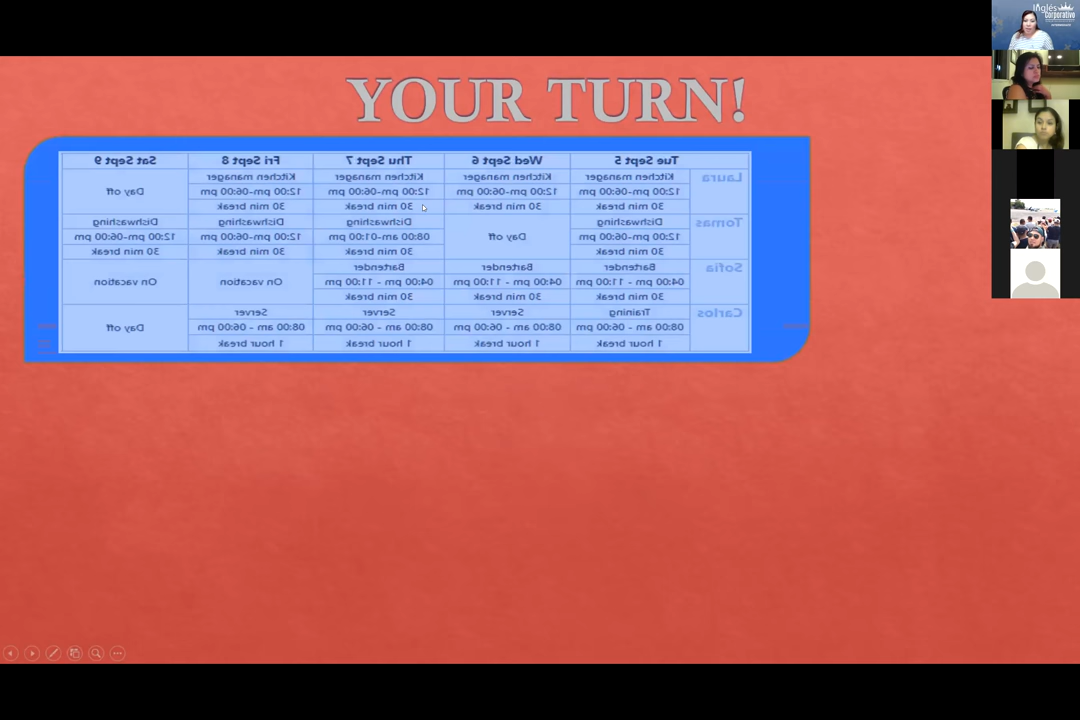 Inglés
Corporativo
YOUR TURN!
Tue Sept 5 Wed Sept 6 Thu Sept 7 Fri Sept 8 Sat Sept 9
Laura Kitchen manager Kitchen manager Kitchen manager Kitchen manager
12:00 pm-06:00 pm 12:00 pm-06:00 pm 12:00 pm-06:00 pm 12:00 pm-06:00 pm Day off
30 min break 30 min break 30 min break 30 min break
Tomas Dishwashing Dishwashing Dishwashing Dishwashing
12:00 pm-06:00 pm Day off 08:00 am-01:00 pm 12:00 pm-06:00 pm 12:00 pm-06:00 pm
30 min break 30 min break 30 min break 30 min break
Sofia Bartender Bartender Bartender
04:00 pm - 11:00 pm 04:00 pm - 11:00 pm 04:00 pm - 11:00 pm On vacation On vacation
30 min break 30 min break 30 min break
Carlos Training Server Server Server
08:00 am - 06:00 pm 08:00 am - 06:00 pm 08:00 am - 06:00 pm 08:00 am - 06:00 pm Day off
1 hour break 1 hour break 1 hour break 1 hour break